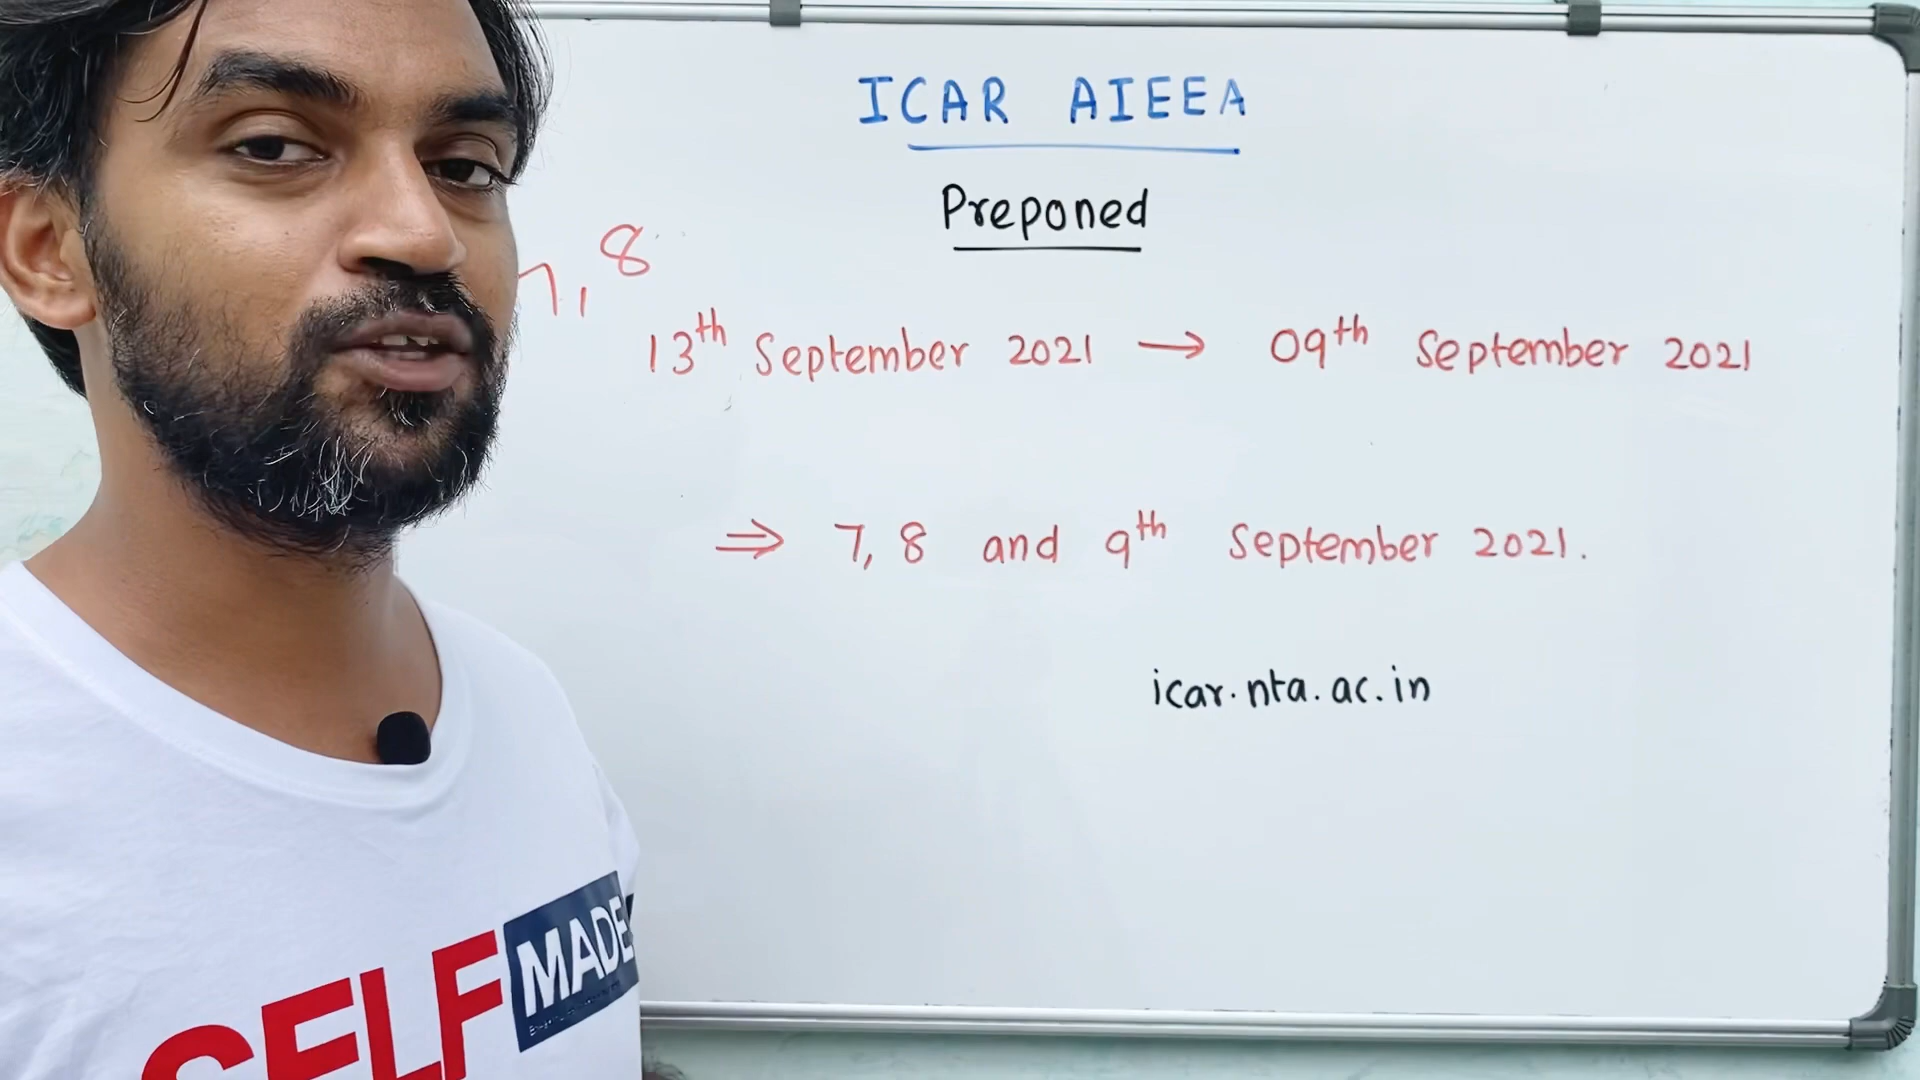 ICAR AIEEA
Preponed
7, 8
13th September 2021 → 09th September 2021
⇒ 7, 8 and 9th September 2021.
icar.nta.ac.in
SELF MADE